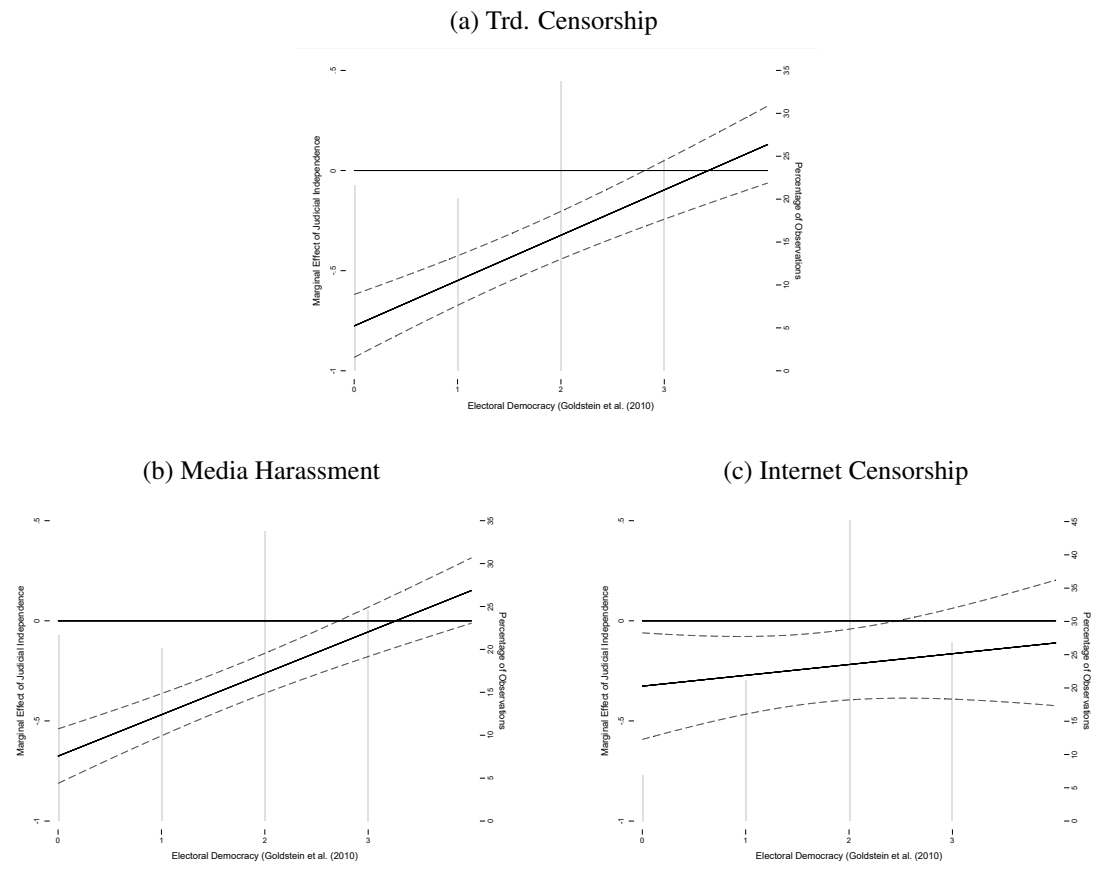 (a) Trd. Censorship
.5
0
-.5
-1
Marginal Effect of Judicial Independence
35
30
25
20
15
10
5
0
Percentage of Observations
0 1 2 3
Electoral Democracy (Goldstein et al. (2010)
(b) Media Harassment
.5
0
-.5
-1
Marginal Effect of Judicial Independence
35
30
25
20
15
10
5
0
Percentage of Observations
0 1 2 3
Electoral Democracy (Goldstein et al. (2010)
(c) Internet Censorship
.5
0
-.5
-1
Marginal Effect of Judicial Independence
45
40
35
30
25
20
15
10
5
0
Percentage of Observations
0 1 2 3
Electoral Democracy (Goldstein et al. (2010)